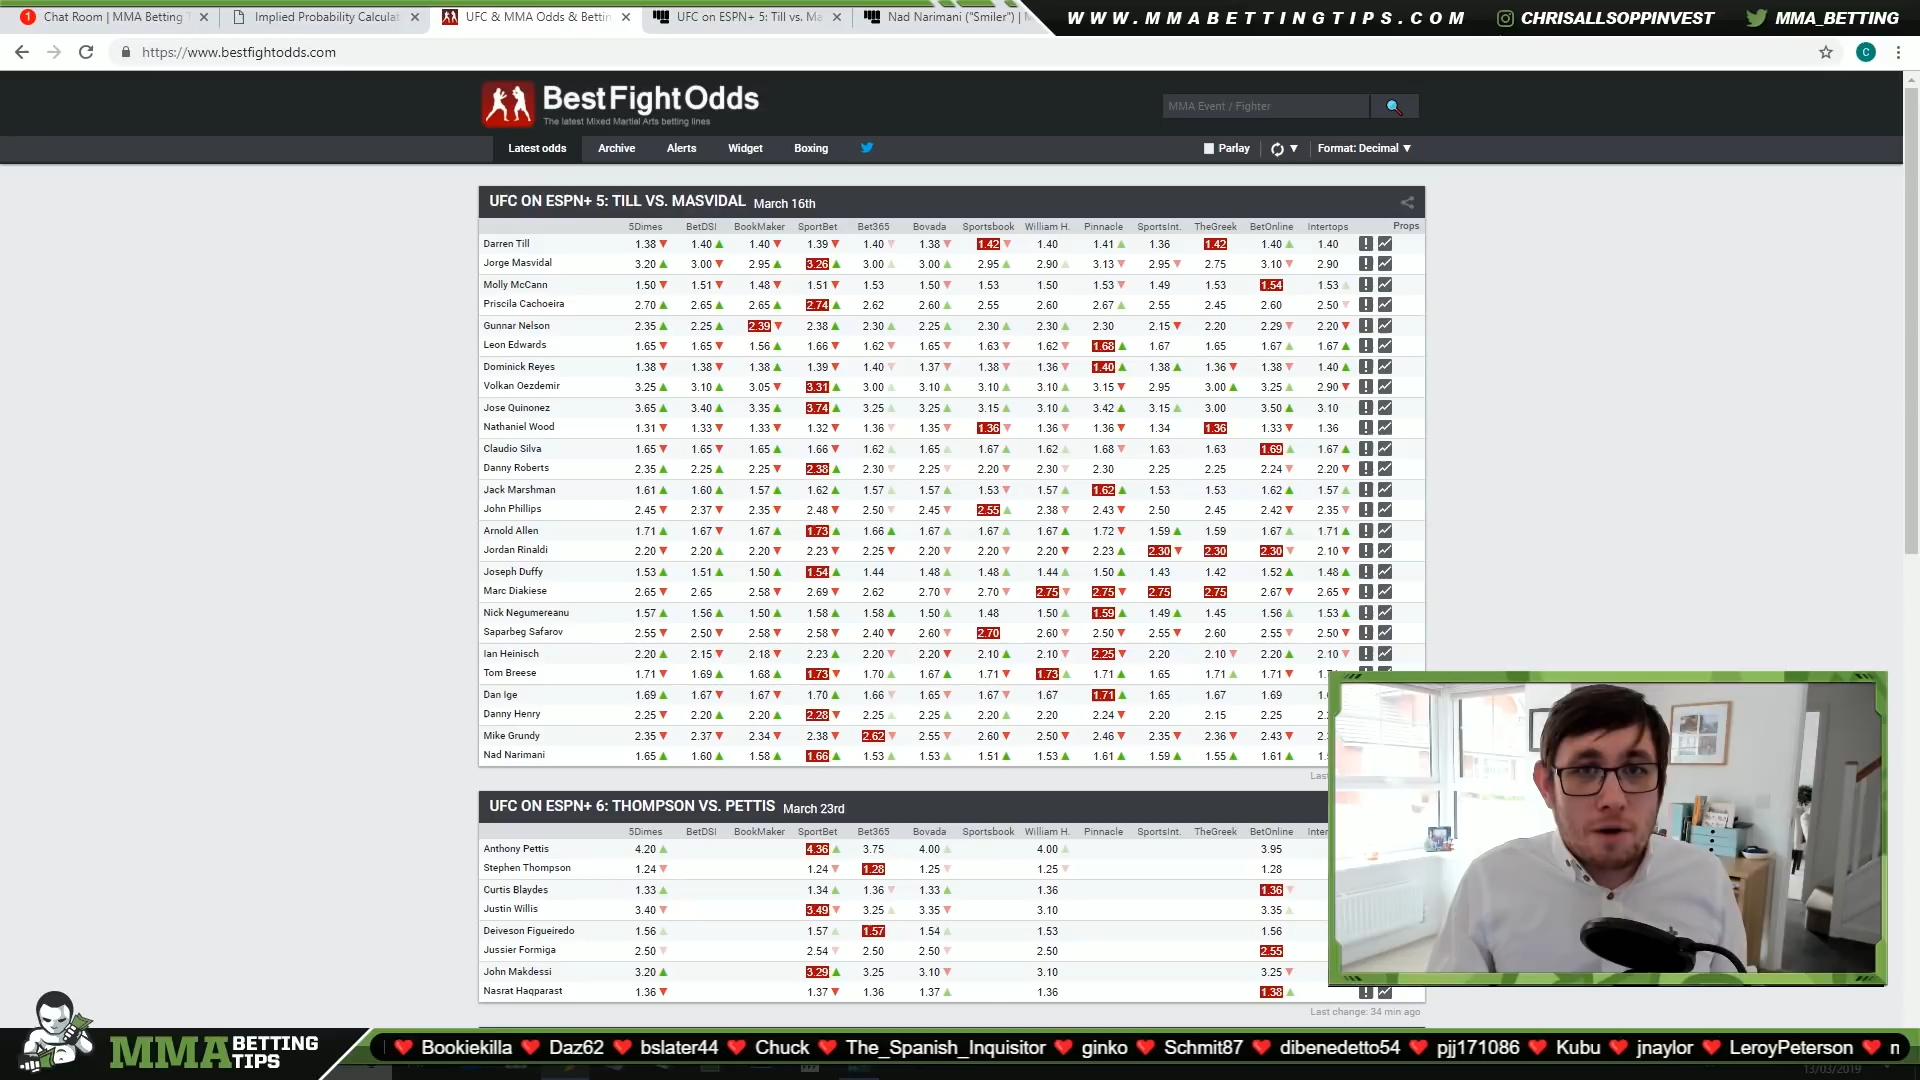 1 Chat Room | MMA Betting T
Implied Probability Calculat
UFC & MMA Odds & Bettin
UFC on ESPN+ 5: Till vs. Ma
Nad Narimani ("Smiler") | M
WWW.MMABETTINGTIPS.COM
CHRISALLSOPPINVEST
MMA_BETTING
https://www.bestfightodds.com
C
BestFightOdds
The latest Mixed Martial Arts betting lines
MMA Event / Fighter
Latest odds Archive Alerts Widget Boxing Parlay Format: Decimal ▼
UFC ON ESPN+ 5: TILL VS. MASVIDAL March 16th
5Dimes BetDSI BookMaker SportBet Bet365 Bovada Sportsbook William H. Pinnacle SportsInt. TheGreek BetOnline Intertops Props
Darren Till 1.38▼ 1.40▲ 1.40▼ 1.39▼ 1.40▼ 1.38▼ 1.42▼ 1.40 1.41▲ 1.36 1.42 1.40▲ 1.40
Jorge Masvidal 3.20▲ 3.00▼ 2.95▲ 3.26▲ 3.00▲ 3.00▲ 2.95▲ 2.90▲ 3.13▼ 2.95▼ 2.75 3.10▼ 2.90
Molly McCann 1.50▼ 1.51▼ 1.48▼ 1.51▼ 1.53 1.50▼ 1.53 1.50 1.53▼ 1.49 1.53 1.54 1.53▲
Priscila Cachoeira 2.70▲ 2.65▲ 2.65▲ 2.74▲ 2.62 2.60▲ 2.55 2.60 2.67▲ 2.55 2.45 2.60 2.50▼
Gunnar Nelson 2.35▲ 2.25▲ 2.39▼ 2.38▲ 2.30▲ 2.25▲ 2.30▲ 2.30▲ 2.30 2.15▼ 2.20 2.29▼ 2.20▼
Leon Edwards 1.65▼ 1.65▼ 1.56▲ 1.66▼ 1.62▼ 1.65▼ 1.63▼ 1.62▼ 1.68▲ 1.67 1.65 1.67▲ 1.67▲
Dominick Reyes 1.38▼ 1.38▼ 1.38▲ 1.39▼ 1.40▼ 1.37▼ 1.38▼ 1.36▼ 1.40▲ 1.38▲ 1.36▼ 1.38▼ 1.40▲
Volkan Oezdemir 3.25▲ 3.10▲ 3.05▼ 3.31▲ 3.00▲ 3.10▲ 3.10▲ 3.10▲ 3.15▼ 2.95 3.00▲ 3.25▲ 2.90▼
Jose Quinonez 3.65▲ 3.40▲ 3.35▲ 3.74▲ 3.25▲ 3.25▲ 3.15▲ 3.10▲ 3.42▲ 3.15▲ 3.00 3.50▲ 3.10
Nathaniel Wood 1.31▼ 1.33▼ 1.33▼ 1.32▼ 1.36▼ 1.35▼ 1.36▼ 1.36▼ 1.36▼ 1.34 1.36 1.33▼ 1.36
Claudio Silva 1.65▼ 1.65▼ 1.65▲ 1.66▼ 1.62▲ 1.65▲ 1.67▲ 1.62▲ 1.68▼ 1.63 1.63 1.69▲ 1.67▲
Danny Roberts 2.35▲ 2.25▲ 2.25▼ 2.38▲ 2.30▼ 2.25▼ 2.20▼ 2.30▼ 2.30 2.25 2.25 2.24▼ 2.20▼
Jack Marshman 1.61▲ 1.60▲ 1.57▲ 1.62▲ 1.57▲ 1.57▲ 1.53▼ 1.57▲ 1.62▲ 1.53 1.53 1.62▲ 1.57▲
John Phillips 2.45▼ 2.37▼ 2.35▼ 2.48▼ 2.50▼ 2.45▼ 2.55▲ 2.38▼ 2.43▼ 2.50 2.45 2.42▼ 2.35▼
Arnold Allen 1.71▲ 1.67▼ 1.67▲ 1.73▲ 1.66▲ 1.67▲ 1.67▲ 1.67▲ 1.72▼ 1.59▲ 1.59 1.67▲ 1.71▲
Jordan Rinaldi 2.20▼ 2.20▲ 2.20▼ 2.23▼ 2.25▼ 2.20▼ 2.20▼ 2.20▼ 2.23▲ 2.30▼ 2.30 2.30▼ 2.10▼
Joseph Duffy 1.53▲ 1.51▲ 1.50▲ 1.54▲ 1.44 1.48▲ 1.48▲ 1.44▲ 1.50▲ 1.43 1.42 1.52▲ 1.48▲
Marc Diakiese 2.65▼ 2.65 2.58▼ 2.69▼ 2.62 2.70▼ 2.70▼ 2.75▼ 2.75▼ 2.75 2.75 2.67▼ 2.65▼
Nick Negumereanu 1.57▲ 1.56▲ 1.50▲ 1.58▲ 1.58▲ 1.50▲ 1.48 1.50▲ 1.59▲ 1.49▲ 1.45 1.56▲ 1.53▲
Saparbeg Safarov 2.55▼ 2.50▼ 2.58▼ 2.58▼ 2.40▼ 2.60▼ 2.70 2.60▼ 2.50▼ 2.55▼ 2.60 2.55▼ 2.50▼
Ian Heinisch 2.20▲ 2.15▼ 2.18▼ 2.23▲ 2.20▼ 2.20▼ 2.10▲ 2.10▼ 2.25▼ 2.20 2.10▼ 2.20▲ 2.10▼
Tom Breese 1.71▼ 1.69▲ 1.68▲ 1.73▼ 1.70▲ 1.67▲ 1.71▼ 1.73▲ 1.71▲ 1.65 1.71▲ 1.71▼
Dan Ige 1.69▲ 1.67▼ 1.67▼ 1.70▲ 1.66▼ 1.65▼ 1.67▼ 1.67 1.71▲ 1.65 1.67 1.69
Danny Henry 2.25▼ 2.20▲ 2.20▲ 2.28▼ 2.25▲ 2.25▲ 2.20▲ 2.20 2.24▼ 2.20 2.15 2.25
Mike Grundy 2.35▼ 2.37▼ 2.34▼ 2.38▼ 2.62▼ 2.55▼ 2.60▼ 2.50▼ 2.46▼ 2.35▼ 2.36▼ 2.43▼
Nad Narimani 1.65▲ 1.60▲ 1.58▲ 1.66▲ 1.53▲ 1.53▲ 1.51▲ 1.53▲ 1.61▲ 1.59▲ 1.55▲ 1.61▲
Las
UFC ON ESPN+ 6: THOMPSON VS. PETTIS March 23rd
5Dimes BetDSI BookMaker SportBet Bet365 Bovada Sportsbook William H. Pinnacle SportsInt. TheGreek BetOnline Inter
Anthony Pettis 4.20▲ 4.36▲ 3.75 4.00▲ 4.00▲ 3.95
Stephen Thompson 1.24▼ 1.24▼ 1.28 1.25▼ 1.25▼ 1.28
Curtis Blaydes 1.33▲ 1.34▲ 1.36▼ 1.33▲ 1.36 1.36▼
Justin Willis 3.40▼ 3.49▼ 3.25▲ 3.35▼ 3.10 3.35▲
Deiveson Figueiredo 1.56▲ 1.57▲ 1.57 1.54▲ 1.53 1.56
Jussier Formiga 2.50▼ 2.54▼ 2.50 2.50▼ 2.50 2.55
John Makdessi 3.20▲ 3.29▲ 3.25 3.10▼ 3.10 3.25▼
Nasrat Haqparast 1.36▼ 1.37▼ 1.36 1.37▲ 1.36 1.38▲
Last change: 34 min ago
MMA BETTING TIPS
Bookiekilla ❤ Daz62 ❤ bslater44 ❤ Chuck ❤ The_Spanish_Inquisitor ❤ ginko ❤ Schmit87 ❤ dibenedetto54 ❤ pjj171086 ❤ Kubu ❤ jnaylor ❤ LeroyPeterson ❤ n
13/03/2019